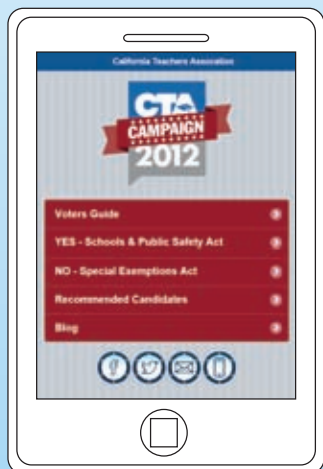 California Teachers Association
CTA
CAMPAIGN
2012
Voters Guide
YES - Schools & Public Safety Act
NO - Special Exemptions Act
Recommended Candidates
Blog